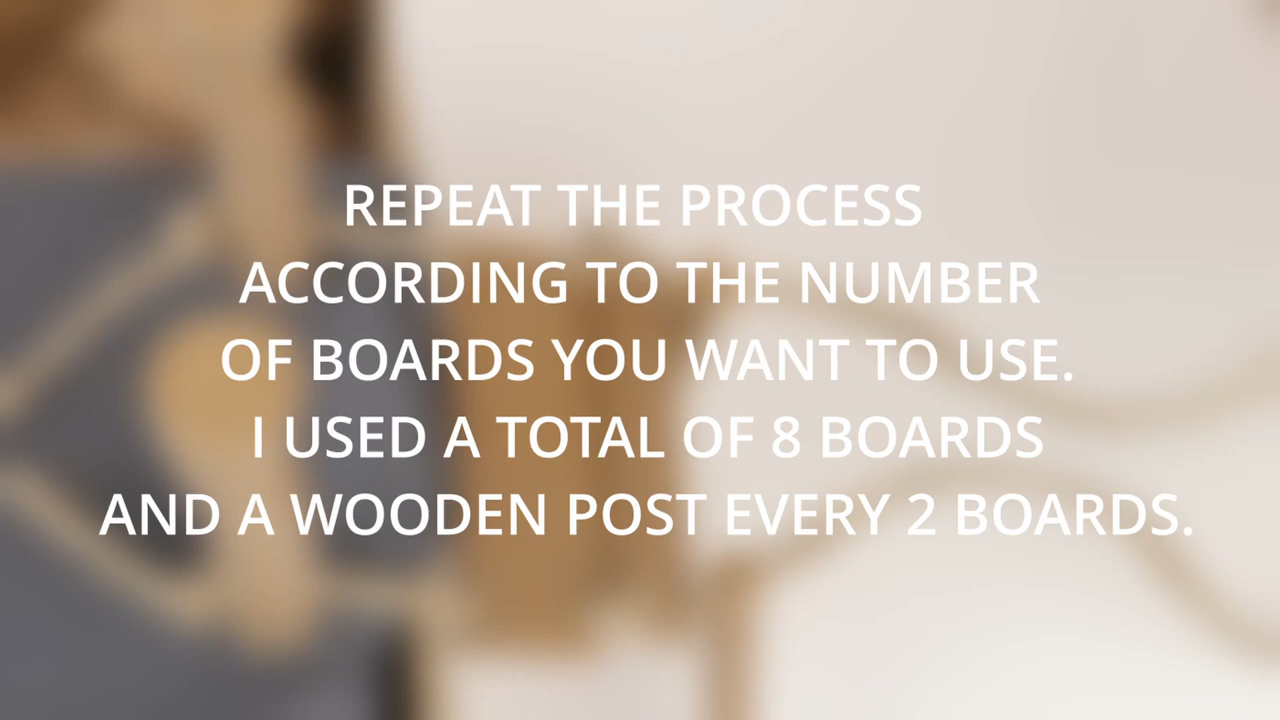 REPEAT THE PROCESS
ACCORDING TO THE NUMBER
OF BOARDS YOU WANT TO USE.
I USED A TOTAL OF 8 BOARDS
AND A WOODEN POST EVERY 2 BOARDS.